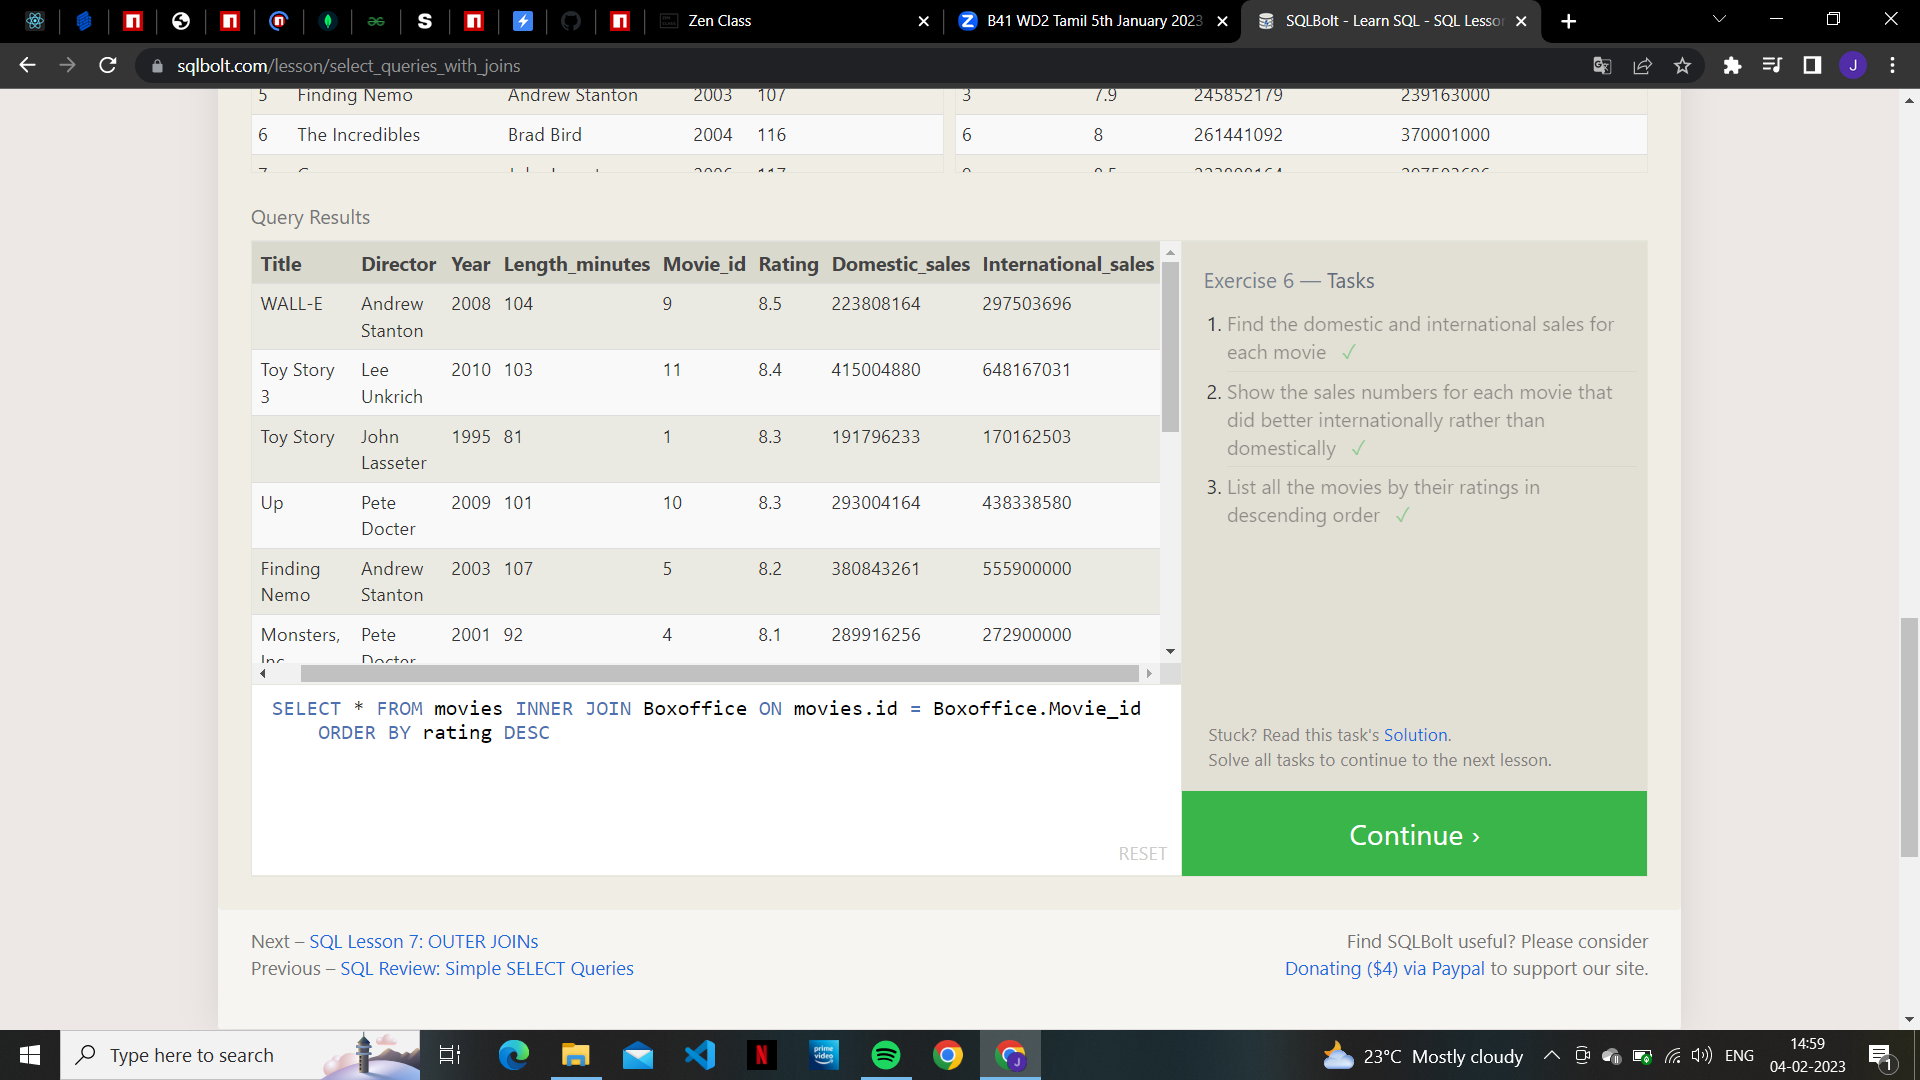 Zen Class
B41 WD2 Tamil 5th January 2023
SQLBolt - Learn SQL - SQL Lesso
sqlbolt.com/lesson/select_queries_with_joins
J
5 Finding Nemo Andrew Stanton 2003 107
3 7.9 245852179 239163000
6 The Incredibles Brad Bird 2004 116
6 8 261441092 370001000
Query Results
Title Director Year Length_minutes Movie_id Rating Domestic_sales International_sales
WALL-E Andrew Stanton 2008 104 9 8.5 223808164 297503696
Toy Story 3 Lee Unkrich 2010 103 11 8.4 415004880 648167031
Toy Story John Lasseter 1995 81 1 8.3 191796233 170162503
Up Pete Docter 2009 101 10 8.3 293004164 438338580
Finding Nemo Andrew Stanton 2003 107 5 8.2 380843261 555900000
Monsters, Inc Pete Docter 2001 92 4 8.1 289916256 272900000
SELECT * FROM movies INNER JOIN Boxoffice ON movies.id = Boxoffice.Movie_id
ORDER BY rating DESC
RESET
Exercise 6 — Tasks
1. Find the domestic and international sales for
each movie ✓
2. Show the sales numbers for each movie that
did better internationally rather than
domestically ✓
3. List all the movies by their ratings in
descending order ✓
Stuck? Read this task's Solution.
Solve all tasks to continue to the next lesson.
Continue ›
Next – SQL Lesson 7: OUTER JOINs
Previous – SQL Review: Simple SELECT Queries
Find SQLBolt useful? Please consider
Donating ($4) via Paypal to support our site.
Type here to search
prime video
23°C Mostly cloudy
ENG
14:59
04-02-2023
1